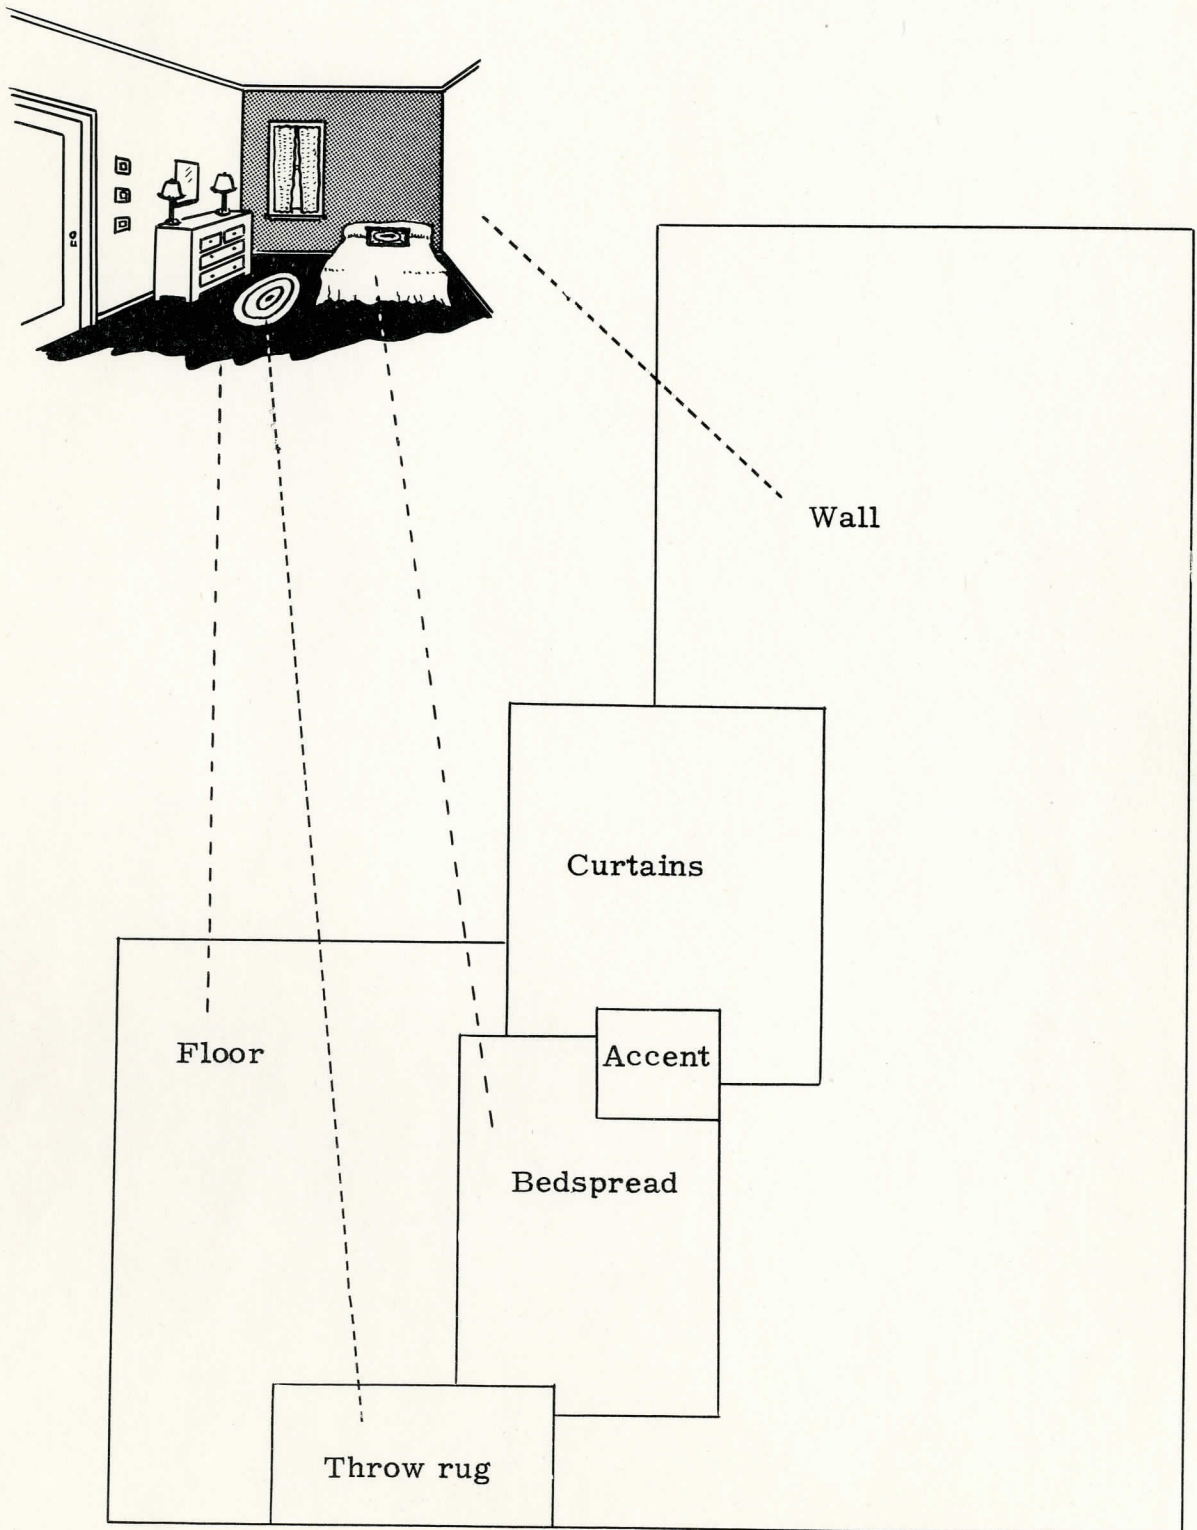 Wall
Curtains
Floor
Accent
Bedspread
Throw rug